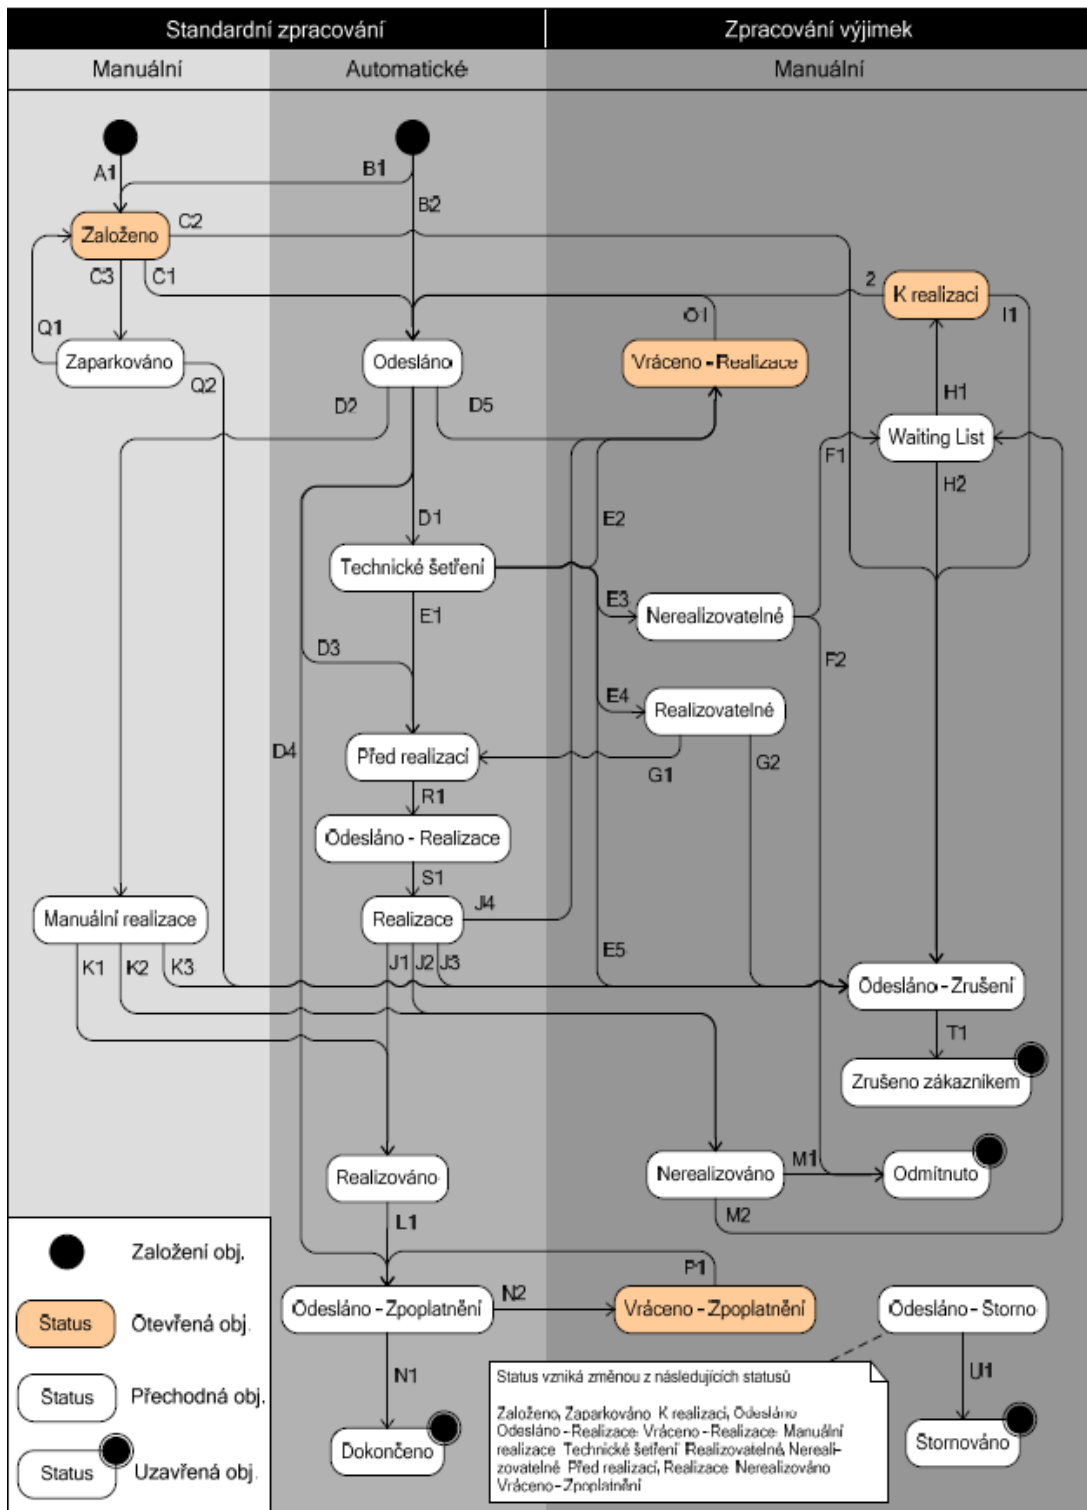 Standardní zpracování
Zpracování výjimek
Manuální
Automatické
Manuální
A1
B1
B2
Založeno
C2
C3
C1
2
K realizaci
I1
Q1
O1
Zaparkováno
Odesláno
Vráceno - Realizace
Q2
D2
D5
H1
F1
Waiting List
H2
D1
E2
Technické šetření
E3
Nerealizovatelné
E1
D3
F2
E4
Realizovatelné
D4
Před realizací
G1
G2
R1
Odesláno - Realizace
S1
Manuální realizace
Realizace
J4
K1
K2
K3
J1
J2
J3
E5
Odesláno - Zrušení
T1
Zrušeno zákazníkem
Realizováno
Nerealizováno
M1
Odmítnuto
L1
M2
Založení obj.
P1
Odesláno - Zpoplatnění
N2
Vráceno - Zpoplatnění
Odesláno - Storno
Status
Otevřená obj.
N1
U1
Status vzniká změnou z následujících statusů
Status
Přechodná obj.
Založeno, Zaparkováno K realizaci, Odesláno
Odesláno - Realizace Vráceno - Realizace Manuální
realizace Technické šetření Realizovatelné, Nereali-
zovatelné Před realizací, Realizace Nerealizováno
Vráceno - Zpoplatnění
Dokončeno
Stornováno
Status
Uzavřená obj.